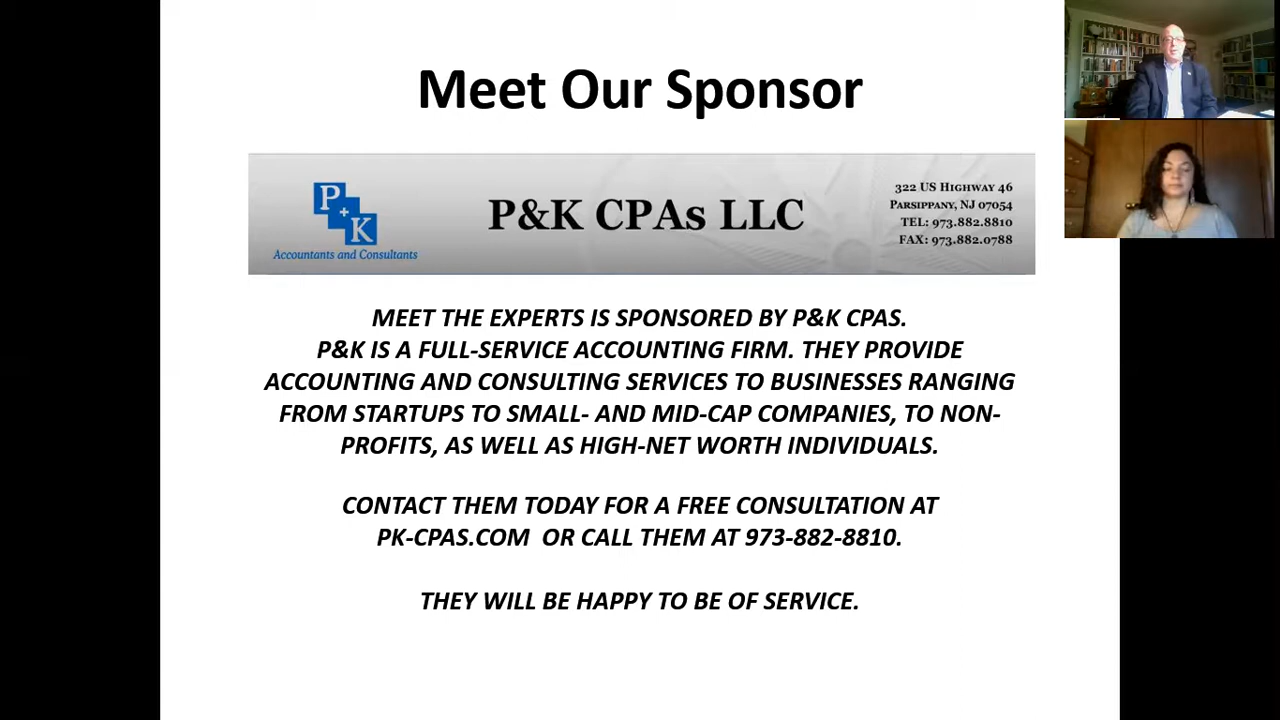 Meet Our Sponsor
P+K
Accountants and Consultants
P&K CPAs LLC
322 US Highway 46
Parsippany, NJ 07054
TEL: 973.882.8810
FAX: 973.882.0788
MEET THE EXPERTS IS SPONSORED BY P&K CPAS.
P&K IS A FULL-SERVICE ACCOUNTING FIRM. THEY PROVIDE
ACCOUNTING AND CONSULTING SERVICES TO BUSINESSES RANGING
FROM STARTUPS TO SMALL- AND MID-CAP COMPANIES, TO NON-
PROFITS, AS WELL AS HIGH-NET WORTH INDIVIDUALS.
CONTACT THEM TODAY FOR A FREE CONSULTATION AT
PK-CPAS.COM OR CALL THEM AT 973-882-8810.
THEY WILL BE HAPPY TO BE OF SERVICE.